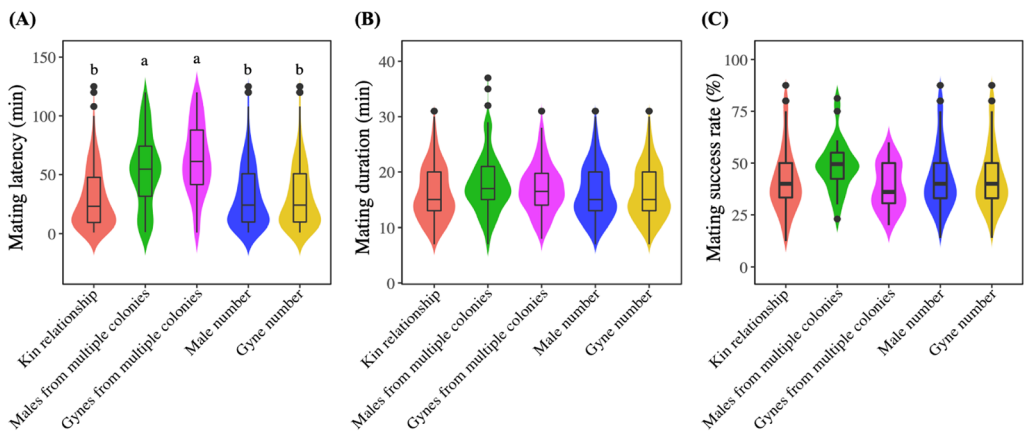 (A)
Mating latency (min)
150
100
50
0
b
a
a
b
b
Kin relationship
Males from multiple colonies
Gynes from multiple colonies
Male number
Gyne number
(B)
Mating duration (min)
40
30
20
10
0
Kin relationship
Males from multiple colonies
Gynes from multiple colonies
Male number
Gyne number
(C)
Mating success rate (%)
100
75
50
25
0
Kin relationship
Males from multiple colonies
Gynes from multiple colonies
Male number
Gyne number